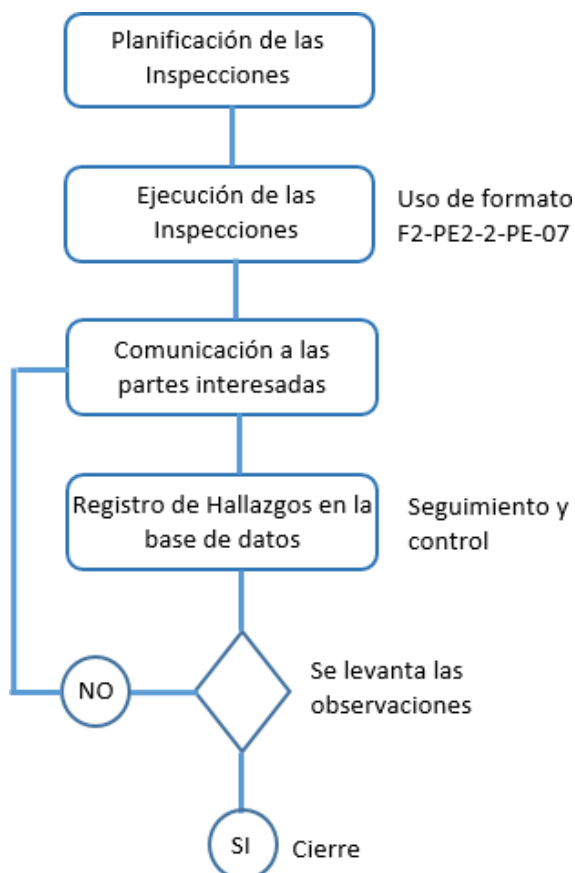 Planificación de las
Inspecciones
Ejecución de las
Inspecciones
Uso de formato
F2-PE2-2-PE-07
Comunicación a las
partes interesadas
Registro de Hallazgos en la
base de datos
Seguimiento y
control
NO
Se levanta las
observaciones
SI
Cierre